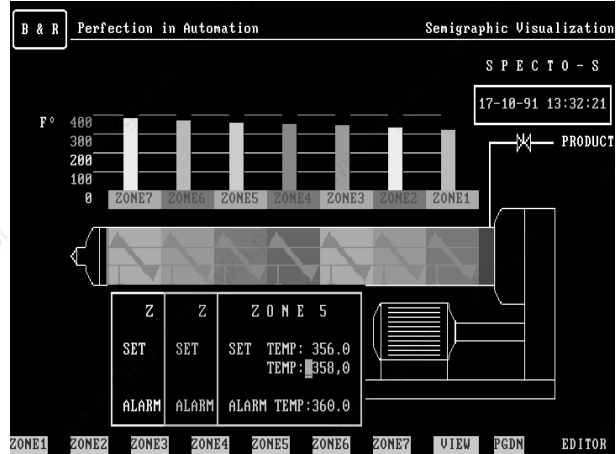 B & R Perfection in Automation Semigraphic Visualization
S P E C T O - S
17-10-91 13:32:21
F° 400
300
200
100
0
PRODUCT
ZONE7 ZONE6 ZONE5 ZONE4 ZONE3 ZONE2 ZONE1
Z Z Z O N E 5
SET SET SET TEMP: 356.0
TEMP: 358,0
ALARM ALARM ALARM TEMP:360.0
ZONE1 ZONE2 ZONE3 ZONE4 ZONE5 ZONE6 ZONE7 VIEW PGDN EDITOR